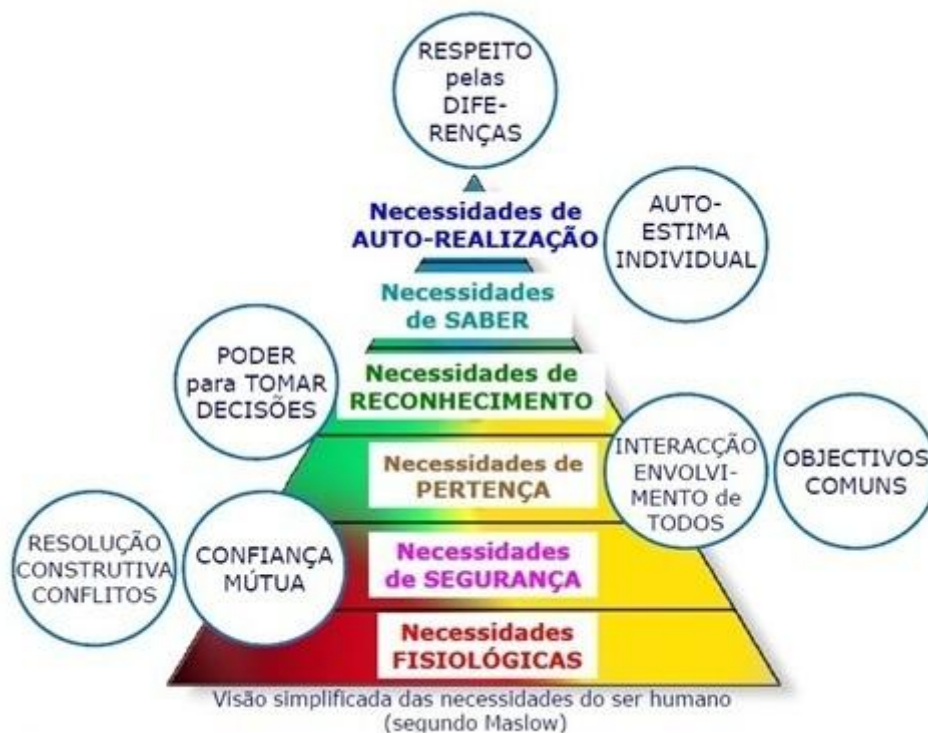 RESPEITO
pelas
DIFE-
RENÇAS
Necessidades de
AUTO-REALIZAÇÃO
AUTO-
ESTIMA
INDIVIDUAL
Necessidades
de SABER
PODER
para TOMAR
DECISÕES
Necessidades de
RECONHECIMENTO
Necessidades de
PERTENÇA
INTERACÇÃO
ENVOLVI-
MENTO de
TODOS
OBJECTIVOS
COMUNS
RESOLUÇÃO
CONSTRUTIVA
CONFLITOS
CONFIANÇA
MÚTUA
Necessidades
de SEGURANÇA
Necessidades
FISIOLÓGICAS
Visão simplificada das necessidades do ser humano
(segundo Maslow)